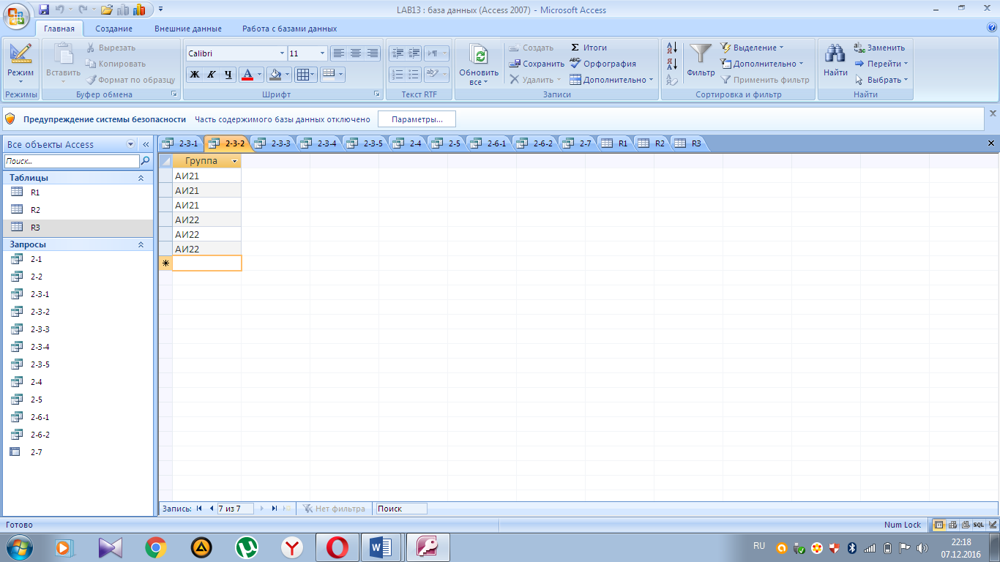 LAB13 : база данных (Access 2007) - Microsoft Access
Главная Создание Внешние данные Работа с базами данных
Режим
Режимы
Вставить
Вырезать
Копировать
Формат по образцу
Буфер обмена
Calibri 11
Ж К Ч А
Шрифт
Текст RTF
Обновить все
Создать
Сохранить
Удалить
Σ Итоги
Орфография
Дополнительно
Записи
Фильтр
Выделение
Дополнительно
Применить фильтр
Сортировка и фильтр
Найти
Заменить
Перейти
Выбрать
Найти
Предупреждение системы безопасности Часть содержимого базы данных отключено Параметры...
Все объекты Access
Поиск...
Таблицы
R1
R2
R3
Запросы
2-1
2-2
2-3-1
2-3-2
2-3-3
2-3-4
2-3-5
2-4
2-5
2-6-1
2-6-2
2-7
2-3-1 2-3-2 2-3-3 2-3-4 2-3-5 2-4 2-5 2-6-1 2-6-2 2-7 R1 R2 R3
Группа
АИ21
АИ21
АИ21
АИ22
АИ22
АИ22
Запись: 7 из 7 Нет фильтра Поиск
Готово Num Lock SQL
RU 22:18
07.12.2016